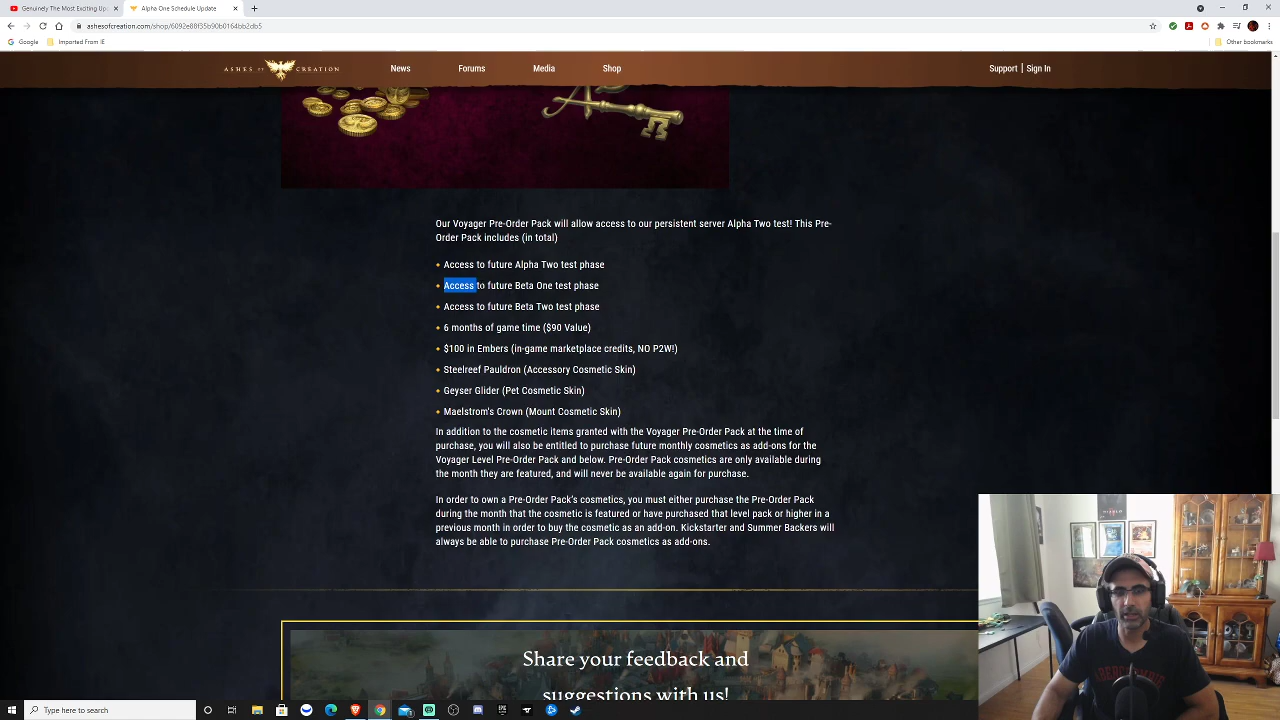 Genuinely The Most Exciting Up
Alpha One Schedule Update
ashesofcreation.com/shop/6092e88f35b90b0164bb2db5
Google
Imported From IE
Other bookmarks
ASHES OF CREATION
News
Forums
Media
Shop
Support | Sign In
Our Voyager Pre-Order Pack will allow access to our persistent server Alpha Two test! This Pre-
Order Pack includes (in total)
Access to future Alpha Two test phase
Access to future Beta One test phase
Access to future Beta Two test phase
6 months of game time ($90 Value)
$100 in Embers (in-game marketplace credits, NO P2W!)
Steelreef Pauldron (Accessory Cosmetic Skin)
Geyser Glider (Pet Cosmetic Skin)
Maelstrom's Crown (Mount Cosmetic Skin)
In addition to the cosmetic items granted with the Voyager Pre-Order Pack at the time of
purchase, you will also be entitled to purchase future monthly cosmetics as add-ons for the
Voyager Level Pre-Order Pack and below. Pre-Order Pack cosmetics are only available during
the month they are featured, and will never be available again for purchase.
In order to own a Pre-Order Pack's cosmetics, you must either purchase the Pre-Order Pack
during the month that the cosmetic is featured or have purchased that level pack or higher in a
previous month in order to buy the cosmetic as an add-on. Kickstarter and Summer Backers will
always be able to purchase Pre-Order Pack cosmetics as add-ons.
Share your feedback and
suggestions with us!
DIABLO
ABERCROMBIE
Type here to search